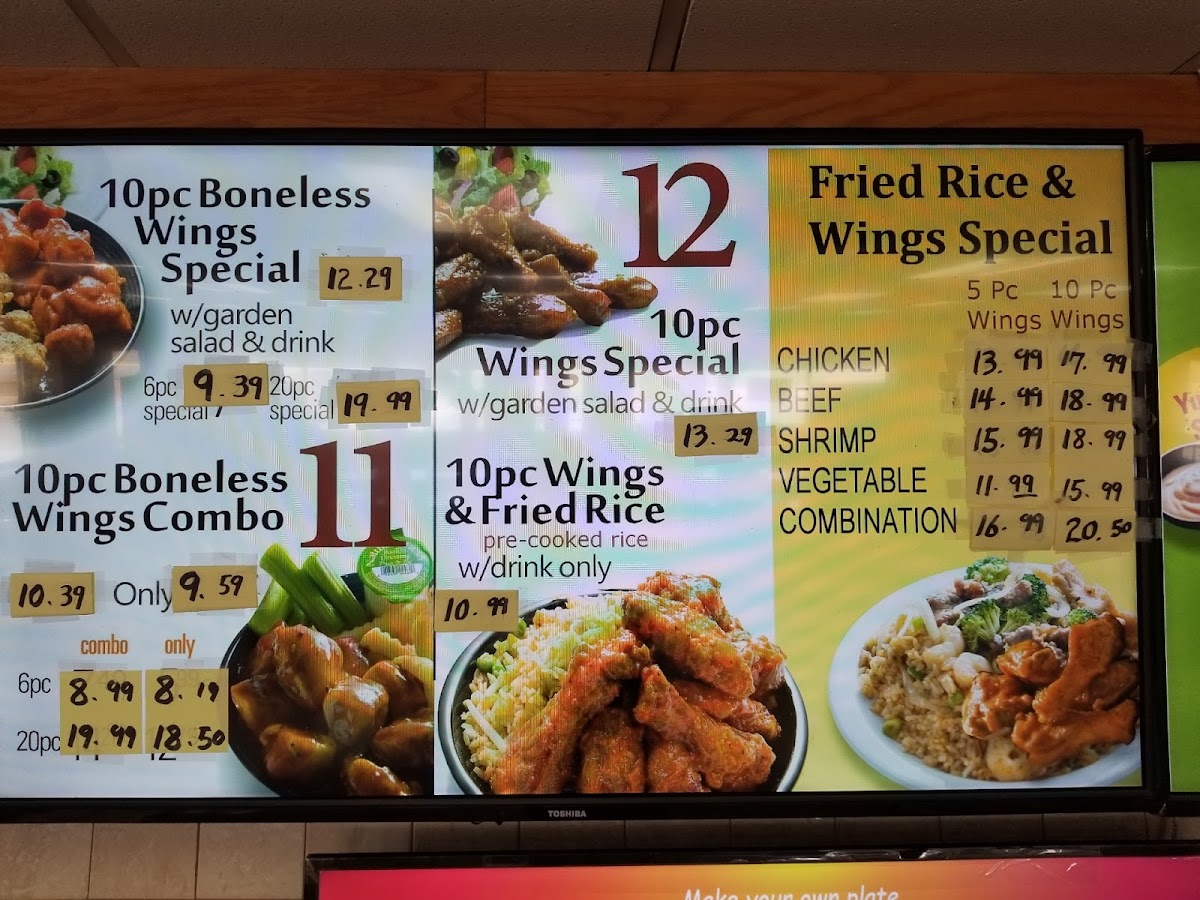 10pc Boneless
Wings
Special 12.29
w/garden
salad & drink
6pc special 9.39 20pc special 19.99
11
10pc Boneless
Wings Combo
10.39 Only 9.59
combo only
6pc 8.99 8.19
20pc 19.99 18.50
12
10pc
Wings Special
w/garden salad & drink
13.29
10pc Wings
& Fried Rice
pre-cooked rice
w/drink only
10.99
Fried Rice &
Wings Special
5 Pc Wings 10 Pc Wings
CHICKEN 13.99 17.99
BEEF 14.99 18.99
SHRIMP 15.99 18.99
VEGETABLE 11.99 15.99
COMBINATION 16.99 20.50
TOSHIBA
Make your own plate